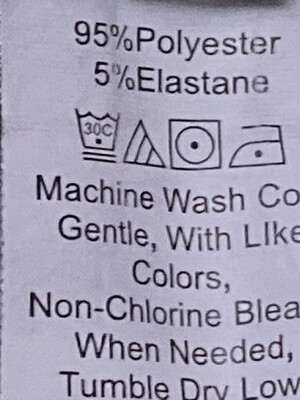 95%Polyester
5%Elastane
30C
Machine Wash Co
Gentle, With LIke
Colors,
Non-Chlorine Blea
When Needed,
Tumble Dry Low